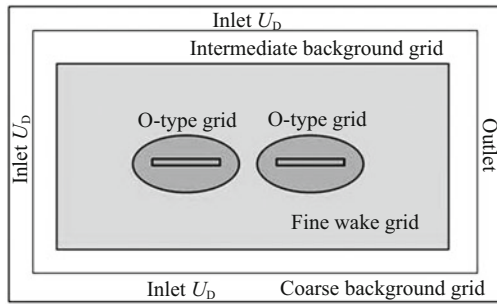 Inlet U_D
Intermediate background grid
O-type grid
O-type grid
Inlet U_D
Outlet
Fine wake grid
Inlet U_D
Coarse background grid